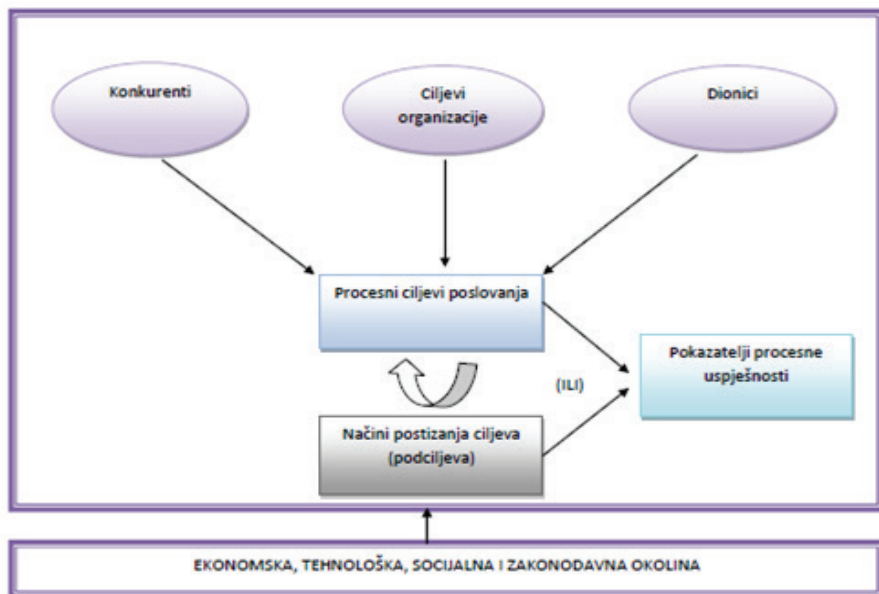 Konkurenti
Ciljevi
organizacije
Dionici
Procesni ciljevi poslovanja
Pokazatelji procesne
uspješnosti
(ILI)
Načini postizanja ciljeva
(podciljeva)
EKONOMSKA, TEHNOLOŠKA, SOCIJALNA I ZAKONODAVNA OKOLINA